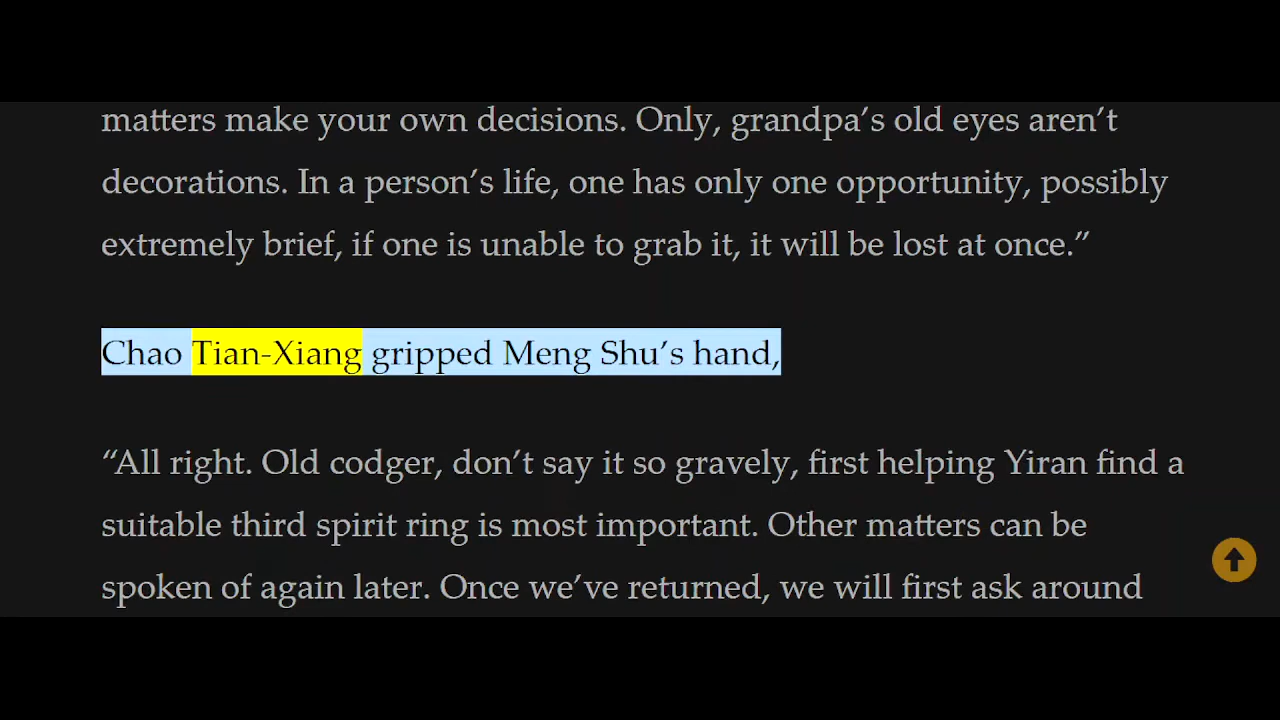 matters make your own decisions. Only, grandpa’s old eyes aren’t
decorations. In a person’s life, one has only one opportunity, possibly
extremely brief, if one is unable to grab it, it will be lost at once.”
Chao Tian-Xiang gripped Meng Shu’s hand,
“All right. Old codger, don’t say it so gravely, first helping Yiran find a
suitable third spirit ring is most important. Other matters can be
spoken of again later. Once we’ve returned, we will first ask around